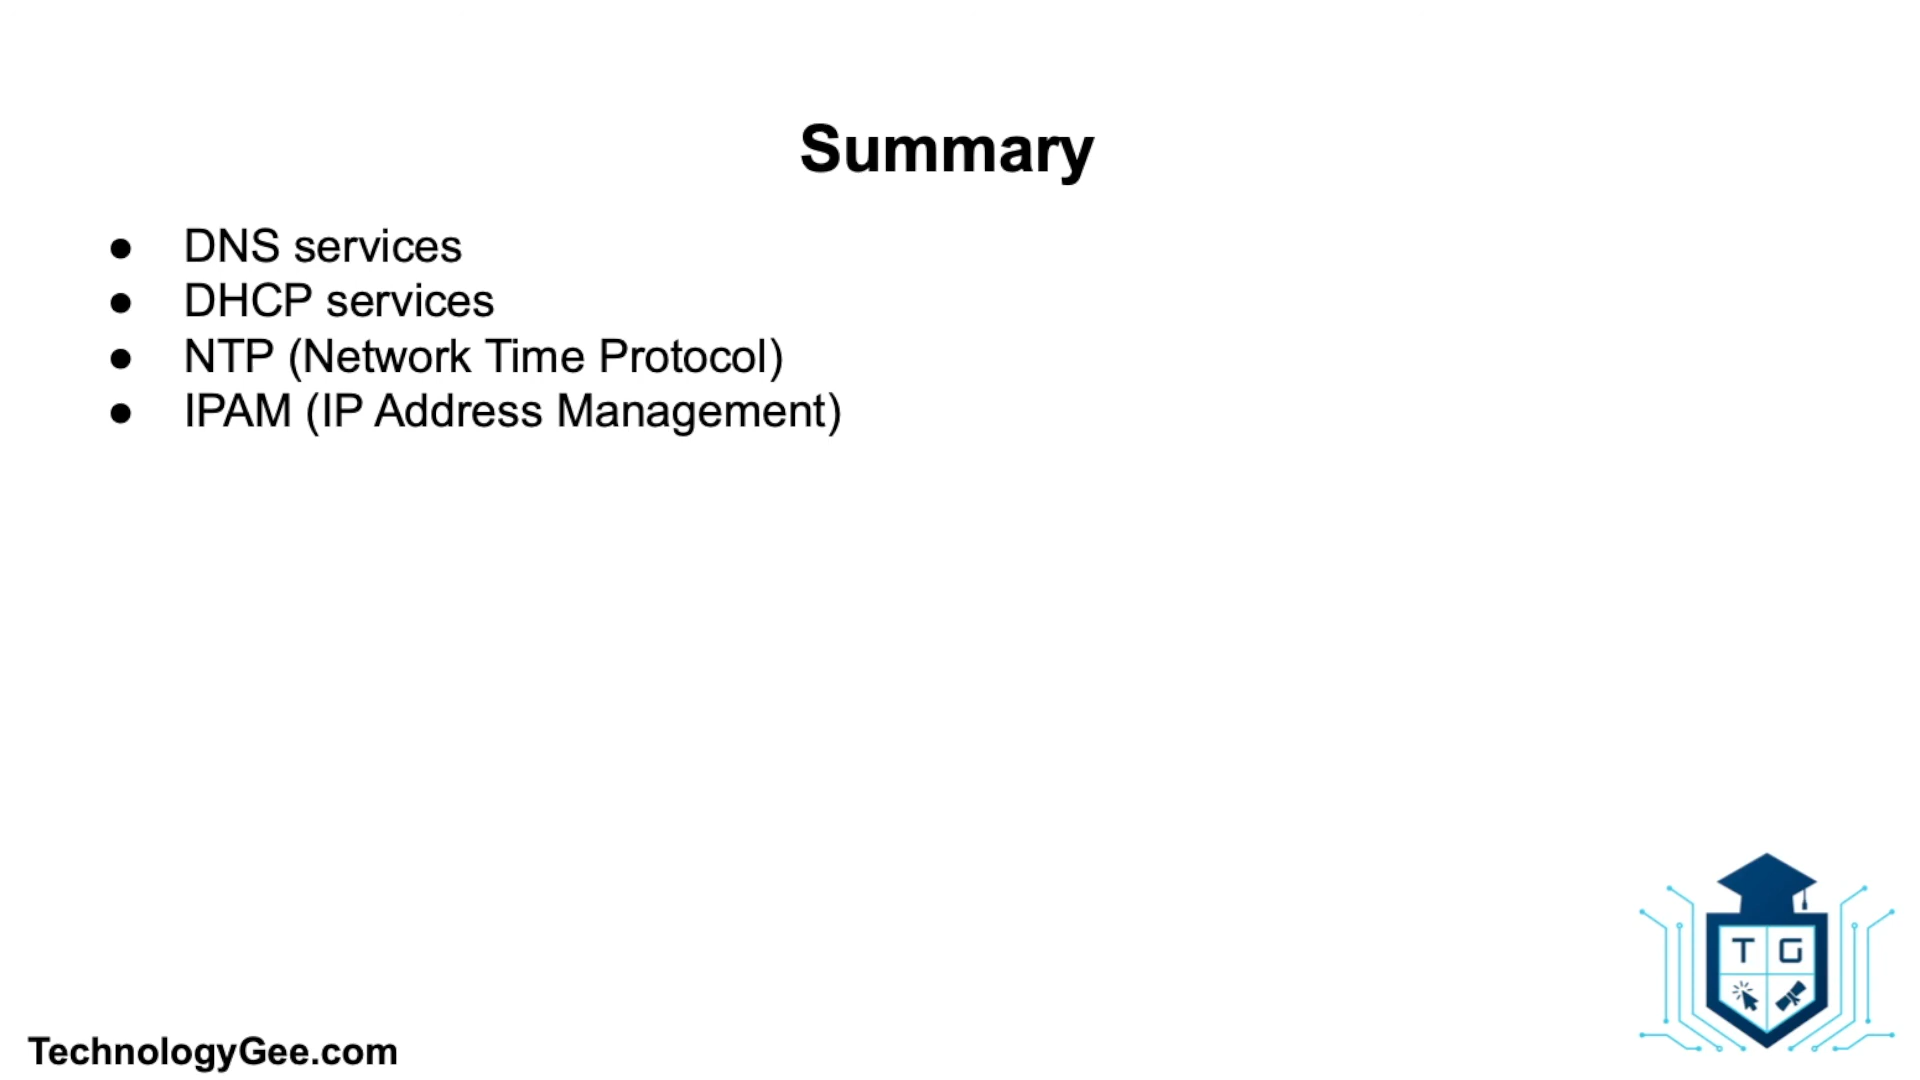 Summary
● DNS services
● DHCP services
● NTP (Network Time Protocol)
● IPAM (IP Address Management)
T G
TechnologyGee.com